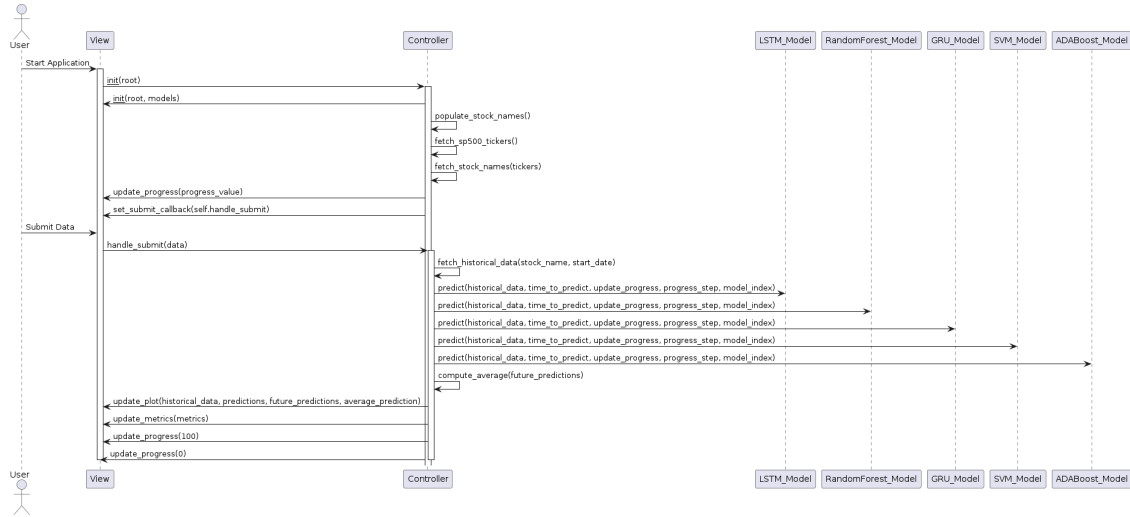 User
View
Controller
LSTM_Model
RandomForest_Model
GRU_Model
SVM_Model
ADABoost_Model
Start Application
init(root)
init(root, models)
populate_stock_names()
fetch_sp500_tickers()
fetch_stock_names(tickers)
update_progress(progress_value)
set_submit_callback(self.handle_submit)
Submit Data
handle_submit(data)
fetch_historical_data(stock_name, start_date)
predict(historical_data, time_to_predict, update_progress, progress_step, model_index)
predict(historical_data, time_to_predict, update_progress, progress_step, model_index)
predict(historical_data, time_to_predict, update_progress, progress_step, model_index)
predict(historical_data, time_to_predict, update_progress, progress_step, model_index)
predict(historical_data, time_to_predict, update_progress, progress_step, model_index)
compute_average(future_predictions)
update_plot(historical_data, predictions, future_predictions, average_prediction)
update_metrics(metrics)
update_progress(100)
update_progress(0)
User
View
Controller
LSTM_Model
RandomForest_Model
GRU_Model
SVM_Model
ADABoost_Model